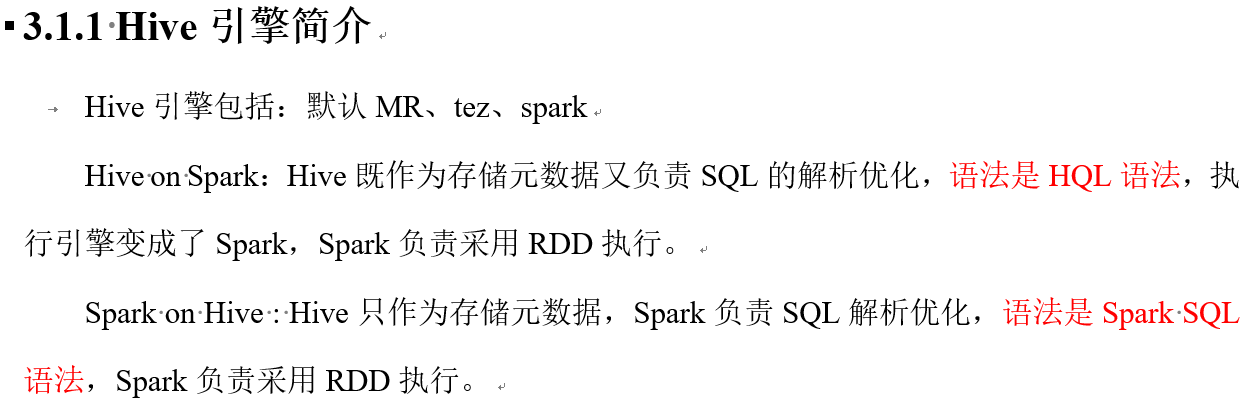 3.1.1 Hive 引擎简介
Hive 引擎包括：默认 MR、tez、spark
Hive on Spark：Hive 既作为存储元数据又负责 SQL 的解析优化，语法是 HQL 语法，执
行引擎变成了 Spark，Spark 负责采用 RDD 执行。
Spark on Hive : Hive 只作为存储元数据，Spark 负责 SQL 解析优化，语法是 Spark SQL
语法，Spark 负责采用 RDD 执行。